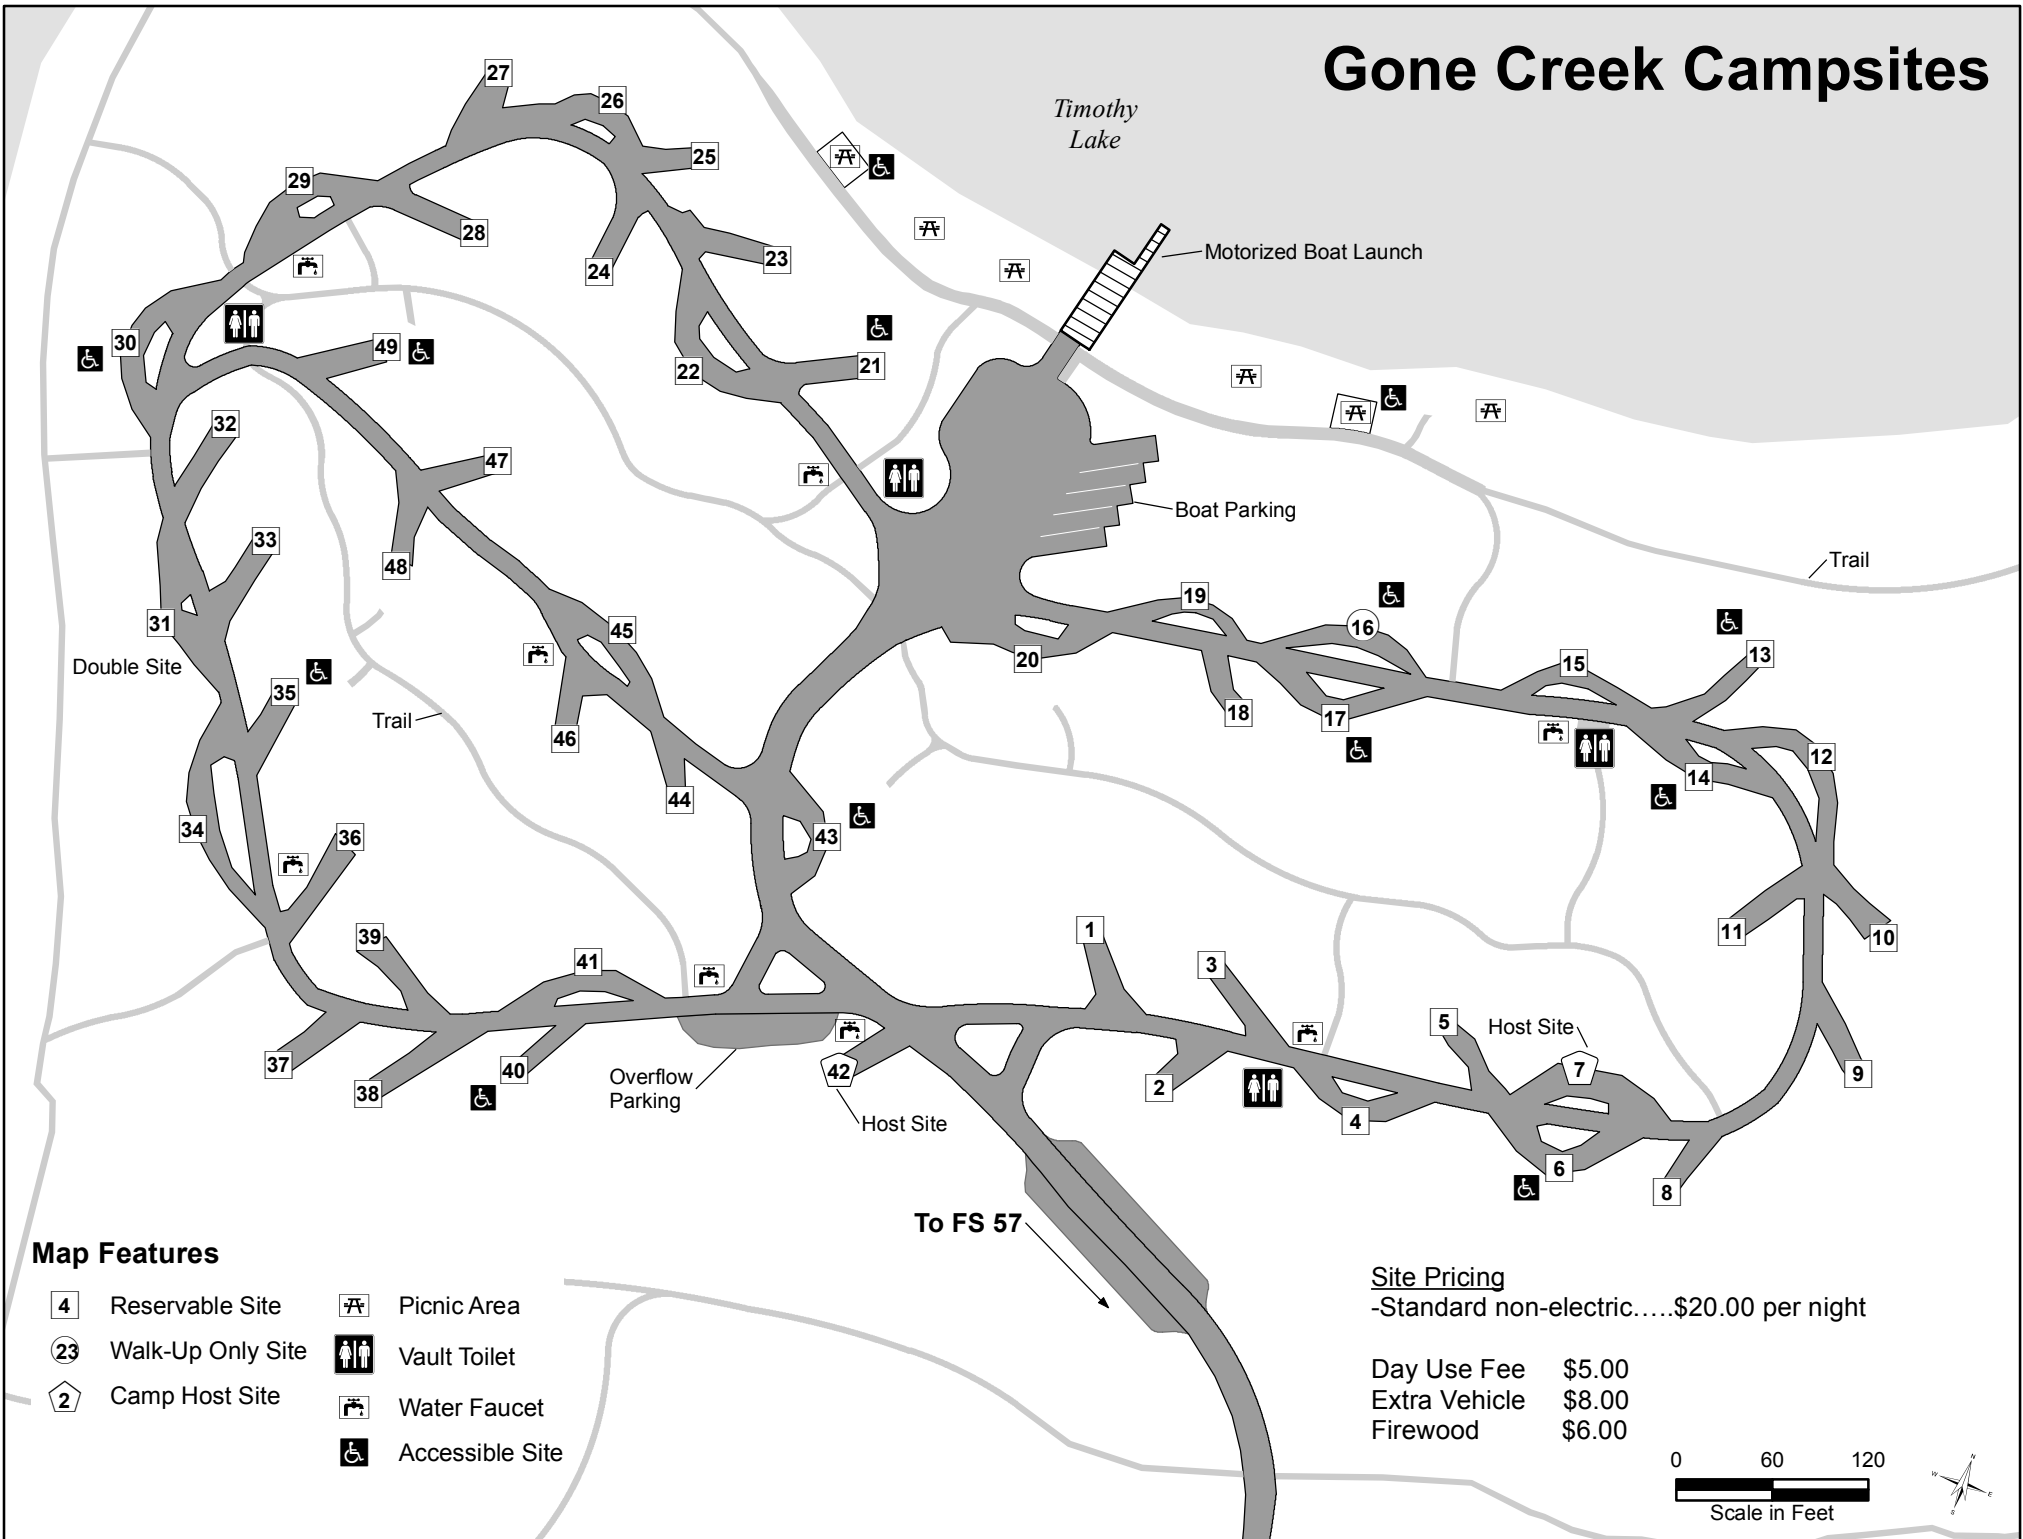 Gone Creek Campsites
Timothy
Lake
27
26
25
29
28
24
23
Motorized Boat Launch
30
49
22
21
32
47
48
Boat Parking
33
31
Double Site
35
Trail
45
46
44
43
19
20
18
16
17
15
13
14
12
Trail
34
36
39
41
37
38
40
Overflow
Parking
42
Host Site
1
2
3
4
5
Host Site
7
6
8
9
10
11
To FS 57
Map Features
4 Reservable Site
23 Walk-Up Only Site
2 Camp Host Site
Picnic Area
Vault Toilet
Water Faucet
Accessible Site
Site Pricing
-Standard non-electric.....$20.00 per night
Day Use Fee $5.00
Extra Vehicle $8.00
Firewood $6.00
0 60 120
Scale in Feet
N
W
E
S